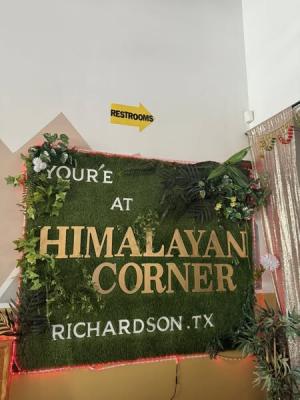 RESTROOMS
YOUR'E
AT
HIMALAYAN
CORNER
RICHARDSON.TX